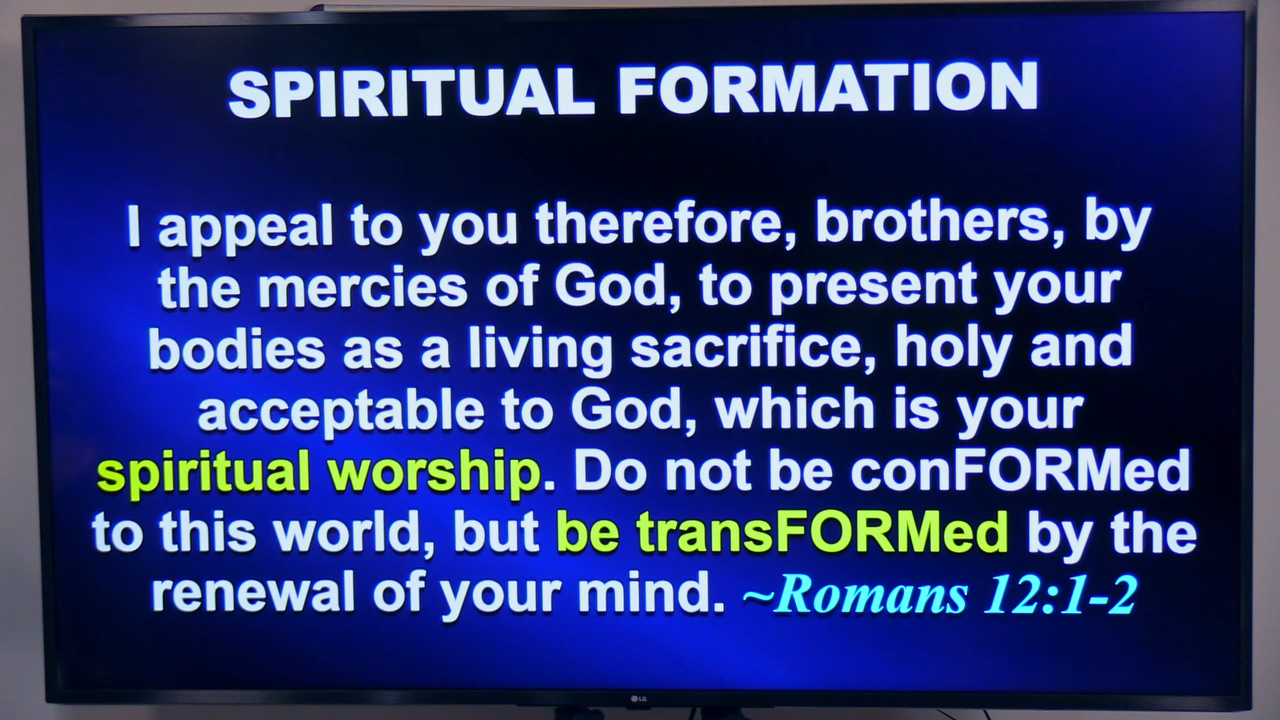 SPIRITUAL FORMATION
I appeal to you therefore, brothers, by
the mercies of God, to present your
bodies as a living sacrifice, holy and
acceptable to God, which is your
spiritual worship. Do not be conFORMed
to this world, but be transFORMed by the
renewal of your mind. ~Romans 12:1-2
LG